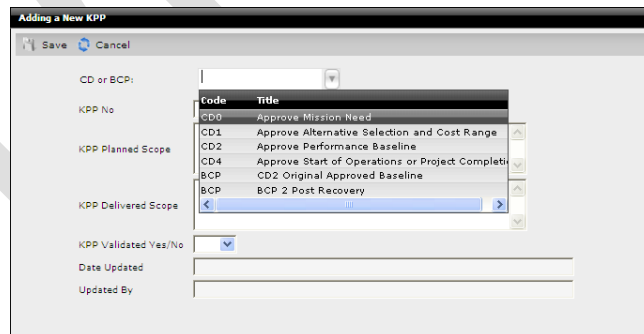 Adding a New KPP
Save Cancel
CD or BCP:
Code Title
KPP No
CD0 Approve Mission Need
CD1 Approve Alternative Selection and Cost Range
KPP Planned Scope
CD2 Approve Performance Baseline
CD4 Approve Start of Operations or Project Completi
BCP CD2 Original Approved Baseline
BCP BCP 2 Post Recovery
KPP Delivered Scope
KPP Validated Yes/No
Date Updated
Updated By